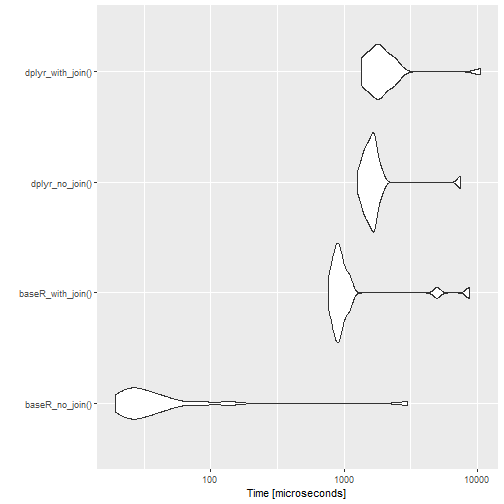 dplyr_with_join()
dplyr_no_join()
baseR_with_join()
baseR_no_join()
100 1000 10000
Time [microseconds]